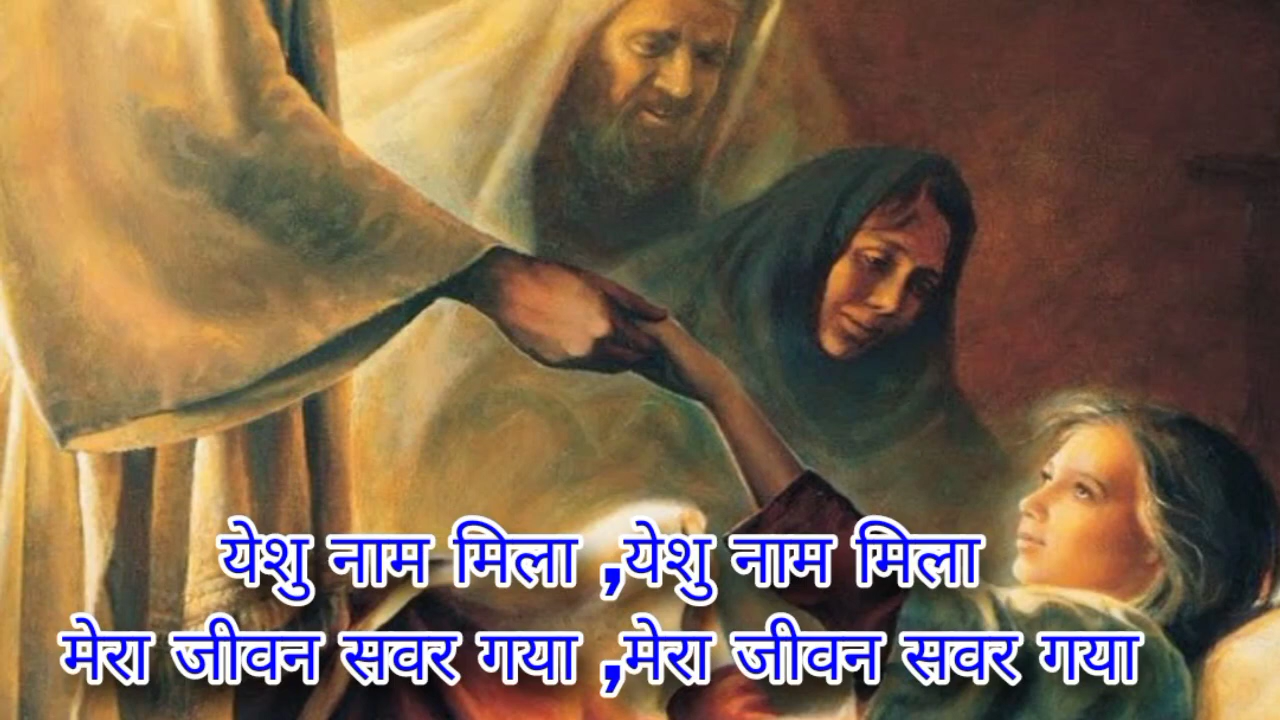 येशु नाम मिला ,येशु नाम मिला
मेरा जीवन सवर गया ,मेरा जीवन सवर गया